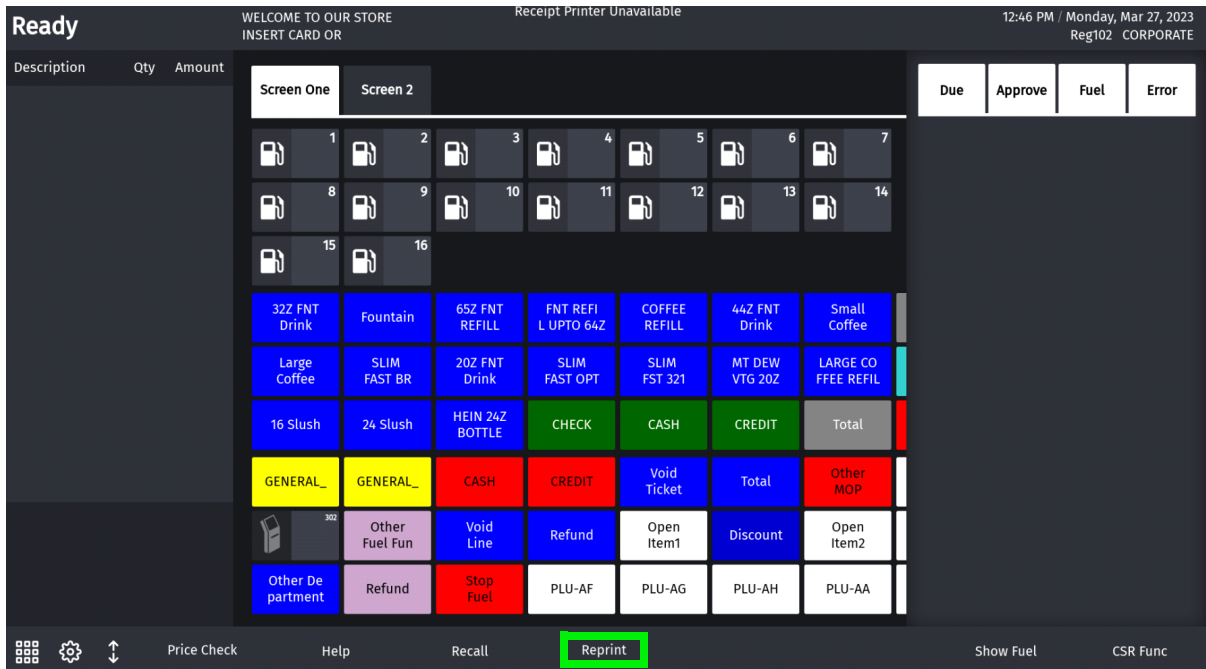 Ready
WELCOME TO OUR STORE
INSERT CARD OR
Receipt Printer Unavailable
12:46 PM / Monday, Mar 27, 2023
Reg102 CORPORATE
Description Qty Amount
Screen One Screen 2
Due Approve Fuel Error
1 2 3 4 5 6 7
8 9 10 11 12 13 14
15 16
32Z FNT
Drink
Fountain
65Z FNT
REFILL
FNT REFI
L UPTO 64Z
COFFEE
REFILL
44Z FNT
Drink
Small
Coffee
Large
Coffee
SLIM
FAST BR
20Z FNT
Drink
SLIM
FAST OPT
SLIM
FST 321
MT DEW
VTG 20Z
LARGE CO
FFEE REFIL
16 Slush
24 Slush
HEIN 24Z
BOTTLE
CHECK
CASH
CREDIT
Total
GENERAL_
GENERAL_
CASH
CREDIT
Void
Ticket
Total
Other
MOP
302
Other
Fuel Fun
Void
Line
Refund
Open
Item1
Discount
Open
Item2
Other De
partment
Refund
Stop
Fuel
PLU-AF
PLU-AG
PLU-AH
PLU-AA
Price Check Help Recall Reprint Show Fuel CSR Func